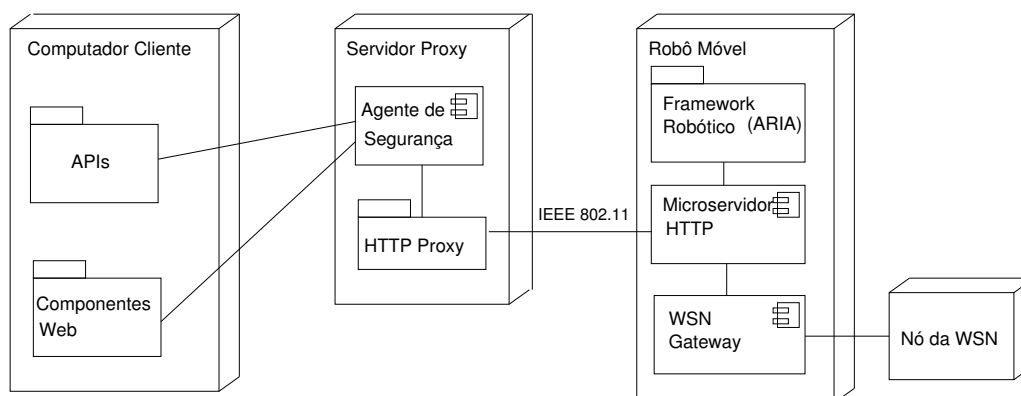 Computador Cliente
APIs
Componentes
Web
Servidor Proxy
Agente de
Segurança
HTTP Proxy
IEEE 802.11
Robô Móvel
Framework
Robótico (ARIA)
Microservidor
HTTP
WSN
Gateway
Nó da WSN